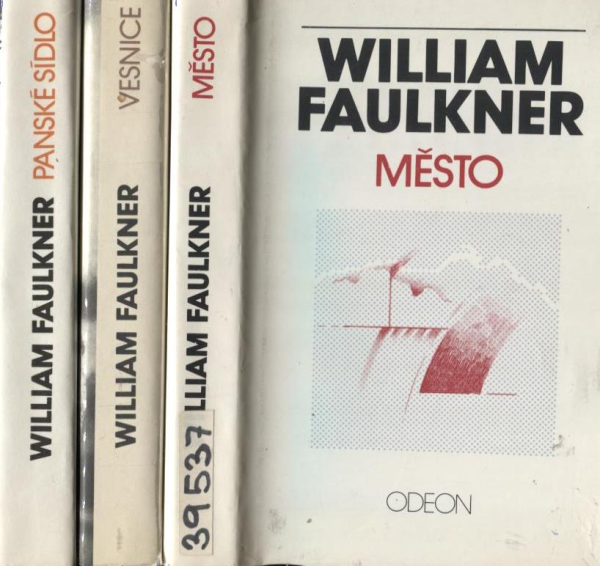 WILLIAM FAULKNER PANSKÉ SÍDLO
WILLIAM FAULKNER VESNICE
LLIAM FAULKNER MĚSTO
39537
WILLIAM
FAULKNER
MĚSTO
ODEON